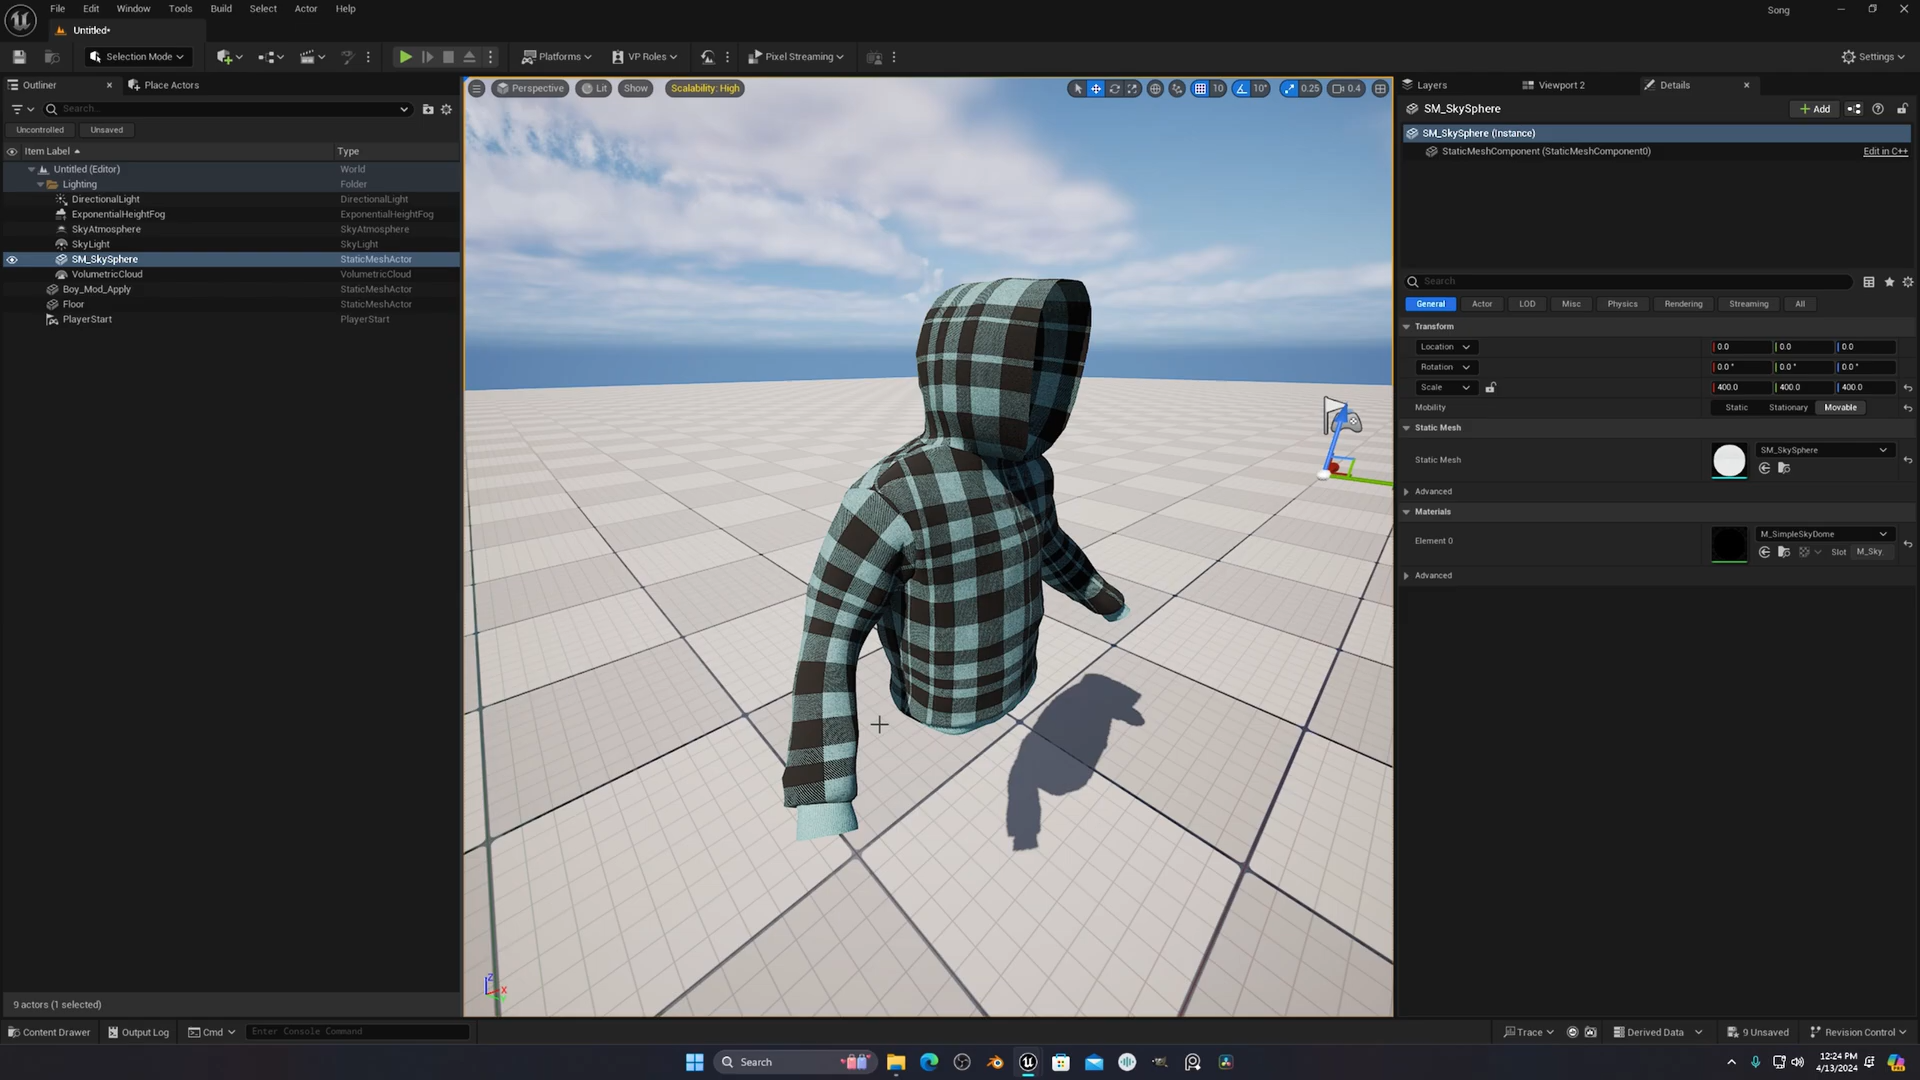 File Edit Window Tools Build Select Actor Help Song
Untitled•
Selection Mode Platforms VP Roles Pixel Streaming Settings
Outliner Place Actors
Search...
Uncontrolled Unsaved
Item Label Type
Untitled (Editor) World
Lighting Folder
DirectionalLight DirectionalLight
ExponentialHeightFog ExponentialHeightFog
SkyAtmosphere SkyAtmosphere
SkyLight SkyLight
SM_SkySphere StaticMeshActor
VolumetricCloud VolumetricCloud
Boy_Mod_Apply StaticMeshActor
Floor StaticMeshActor
PlayerStart PlayerStart
9 actors (1 selected)
Perspective Lit Show Scalability: High 10 10° 0.25 0.4
Z X
Layers Viewport 2 Details
SM_SkySphere Add
SM_SkySphere (Instance)
StaticMeshComponent (StaticMeshComponent0) Edit in C++
Search
General Actor LOD Misc Physics Rendering Streaming All
Transform
Location 0.0 0.0 0.0
Rotation 0.0° 0.0° 0.0°
Scale 400.0 400.0 400.0
Mobility Static Stationary Movable
Static Mesh
Static Mesh SM_SkySphere
Advanced
Materials
Element 0 M_SimpleSkyDome
Slot M_Sky
Advanced
Content Drawer Output Log Cmd Enter Console Command Trace Derived Data 9 Unsaved Revision Control
Search
12:24 PM
4/13/2024